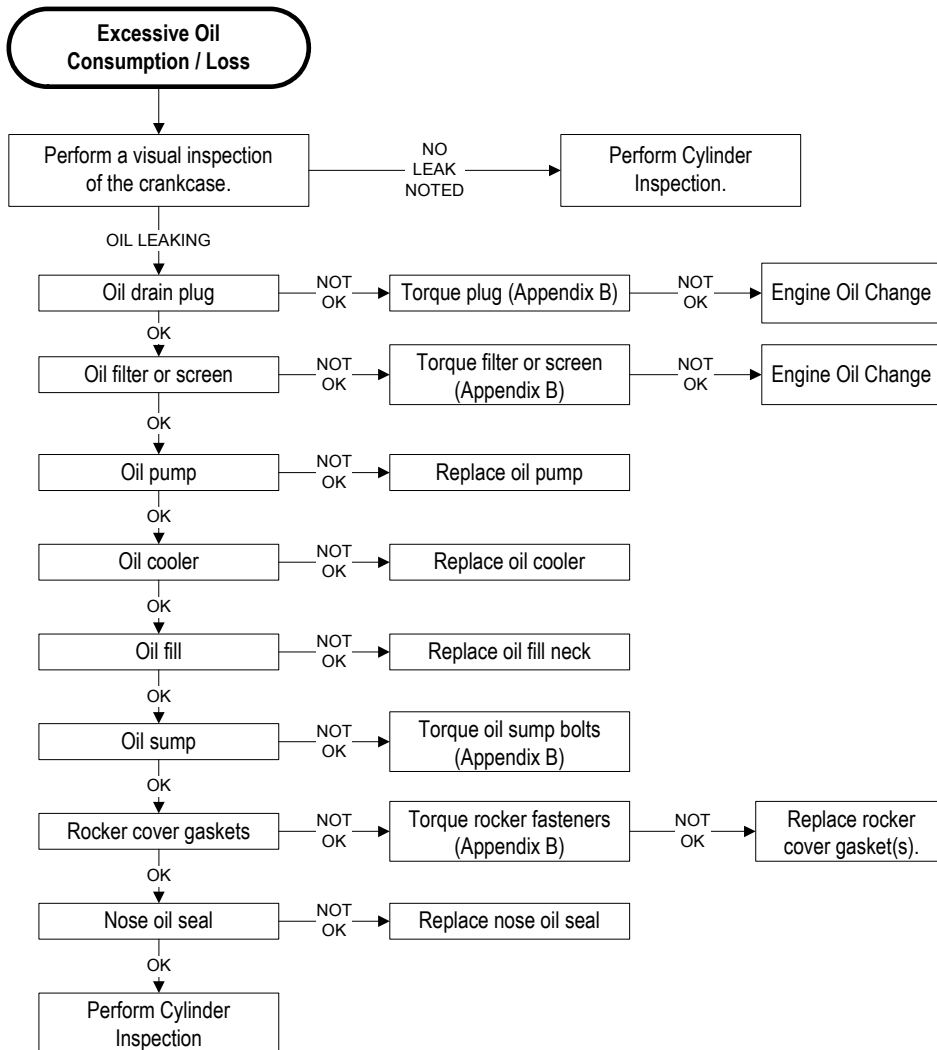 Excessive Oil
Consumption / Loss
Perform a visual inspection
of the crankcase.
NO
LEAK
NOTED
Perform Cylinder
Inspection.
OIL LEAKING
Oil drain plug
NOT
OK
Torque plug (Appendix B)
NOT
OK
Engine Oil Change
OK
Oil filter or screen
NOT
OK
Torque filter or screen
(Appendix B)
NOT
OK
Engine Oil Change
OK
Oil pump
NOT
OK
Replace oil pump
OK
Oil cooler
NOT
OK
Replace oil cooler
OK
Oil fill
NOT
OK
Replace oil fill neck
OK
Oil sump
NOT
OK
Torque oil sump bolts
(Appendix B)
OK
Rocker cover gaskets
NOT
OK
Torque rocker fasteners
(Appendix B)
NOT
OK
Replace rocker
cover gasket(s).
OK
Nose oil seal
NOT
OK
Replace nose oil seal
OK
Perform Cylinder
Inspection